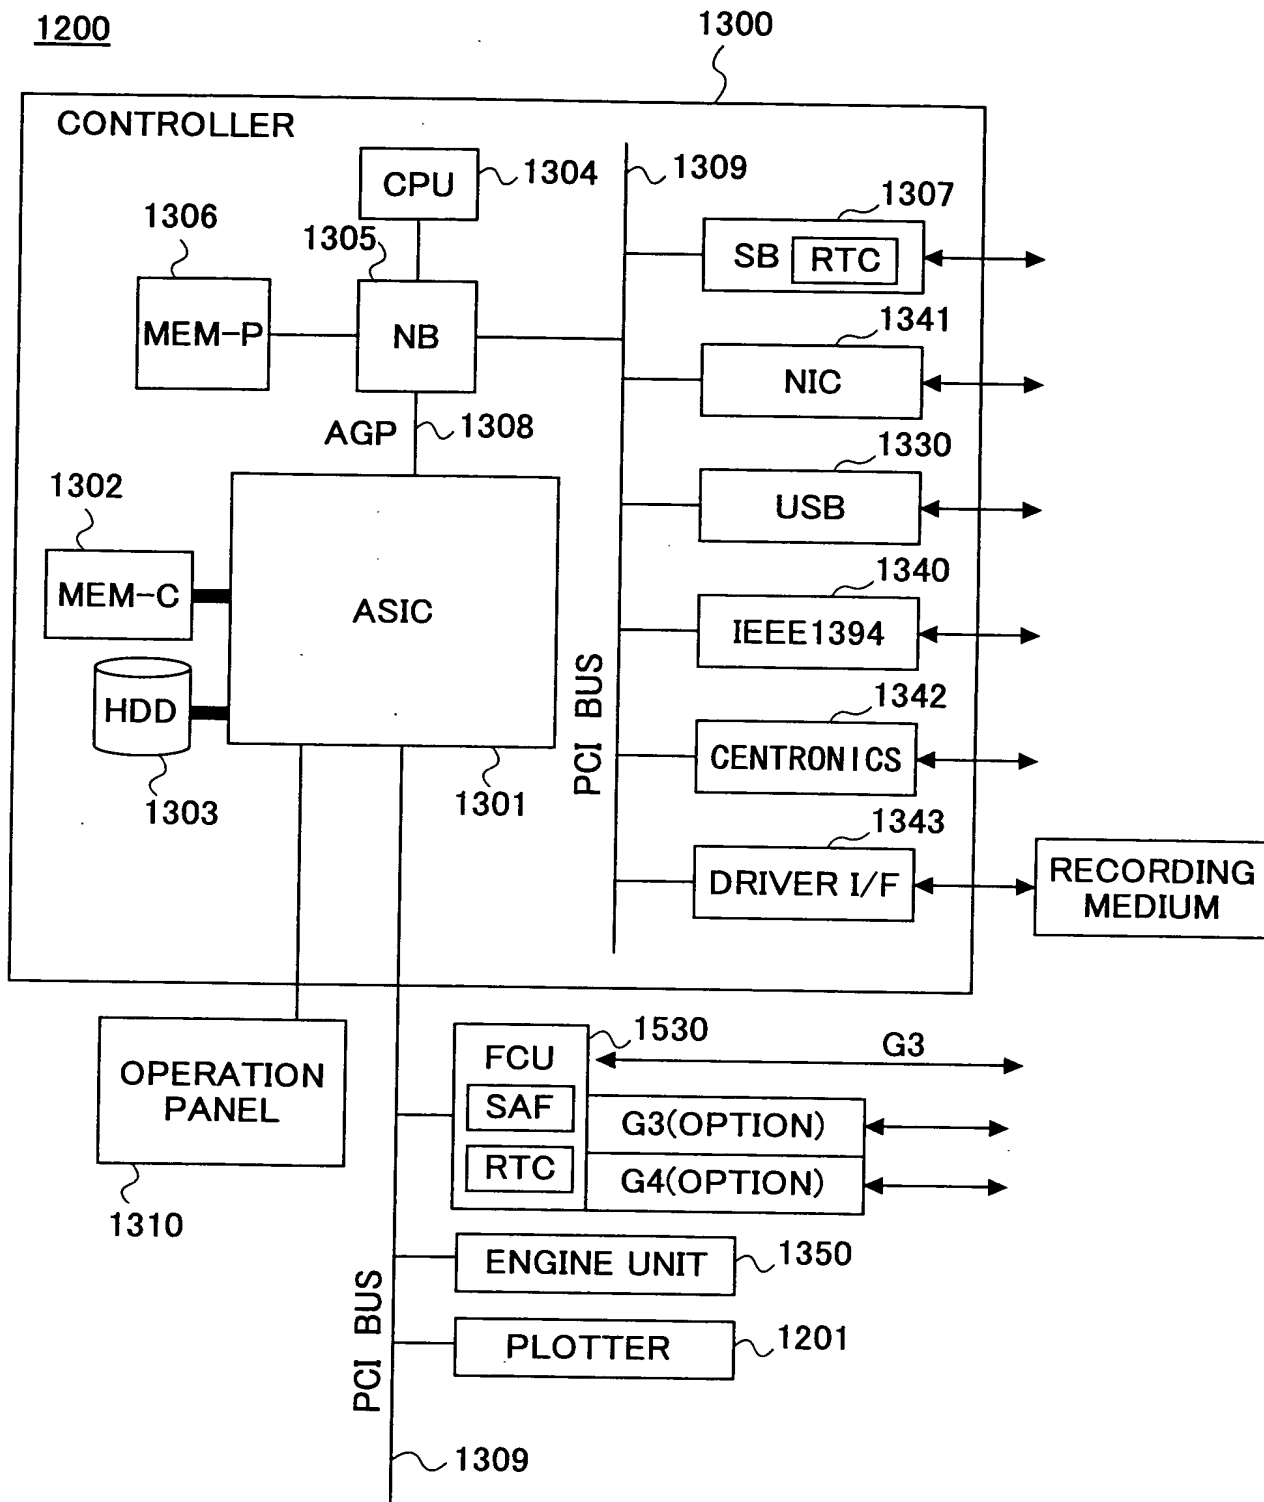 1200
1300
CONTROLLER
CPU
1304
1309
1307
1306
1305
SB
RTC
MEM-P
NB
1341
NIC
AGP
1308
1330
1302
USB
MEM-C
ASIC
1340
IEEE1394
HDD
PCI BUS
1342
CENTRONICS
1303
1301
1343
DRIVER I/F
RECORDING
MEDIUM
1530
FCU
G3
OPERATION
PANEL
SAF
G3(OPTION)
RTC
G4(OPTION)
1310
ENGINE UNIT
1350
PCI BUS
PLOTTER
1201
1309